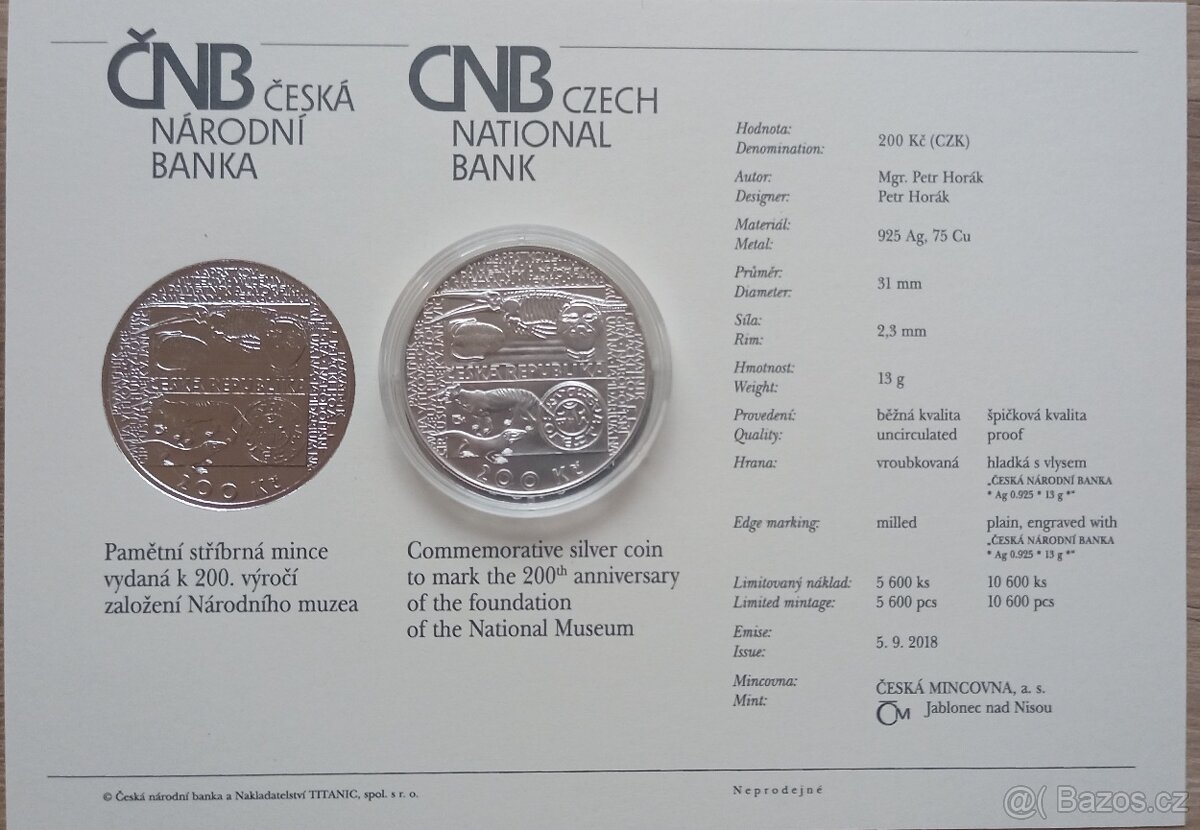 ČNB ČESKÁ
NÁRODNÍ
BANKA
CNB CZECH
NATIONAL
BANK
ČESKÁ REPUBLIKA
200 Kč
ČESKÁ REPUBLIKA
200 Kč
Pamětní stříbrná mince
vydaná k 200. výročí
založení Národního muzea
Commemorative silver coin
to mark the 200th anniversary
of the foundation
of the National Museum
Hodnota:
Denomination: 200 Kč (CZK)
Autor: Mgr. Petr Horák
Designer: Petr Horák
Materiál:
Metal: 925 Ag, 75 Cu
Průměr:
Diameter: 31 mm
Síla:
Rim: 2,3 mm
Hmotnost:
Weight: 13 g
Provedení: běžná kvalita špičková kvalita
Quality: uncirculated proof
Hrana: vroubkovaná hladká s vlysem
„ČESKÁ NÁRODNÍ BANKA
* Ag 0.925 * 13 g *“
Edge marking: milled plain, engraved with
„ČESKÁ NÁRODNÍ BANKA
* Ag 0.925 * 13 g *“
Limitovaný náklad: 5 600 ks 10 600 ks
Limited mintage: 5 600 pcs 10 600 pcs
Emise:
Issue: 5. 9. 2018
Mincovna: ČESKÁ MINCOVNA, a. s.
Mint: ČM Jablonec nad Nisou
© Česká národní banka a Nakladatelství TITANIC, spol. s r. o.
Neprodejné
@( Bazos.cz